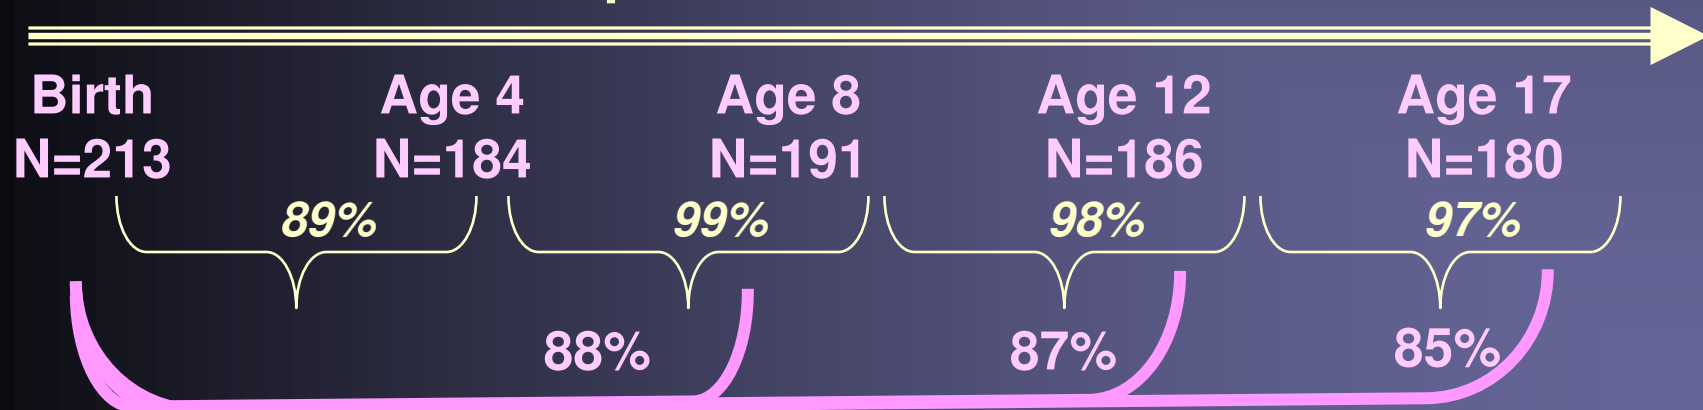 Birth Age 4 Age 8 Age 12 Age 17
N=213 N=184 N=191 N=186 N=180
89% 99% 98% 97%
88% 87% 85%